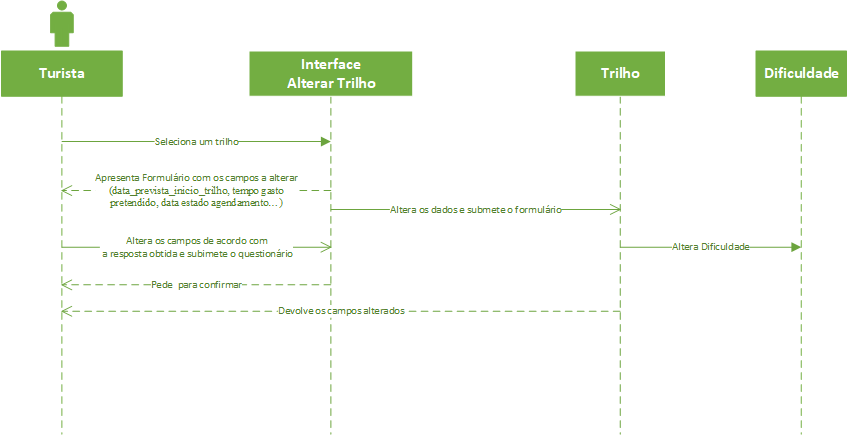 Turista
Interface
Alterar Trilho
Trilho
Dificuldade
Seleciona um trilho
Apresenta Formulário com os campos a alterar
(data_prevista_inicio_trilho, tempo gasto
pretendido, data estado agendamento... )
Altera os dados e submete o formulário
Altera os campos de acordo com
a resposta obtida e subimete o questionário
Altera Dificuldade
Pede para confirmar
Devolve os campos alterados